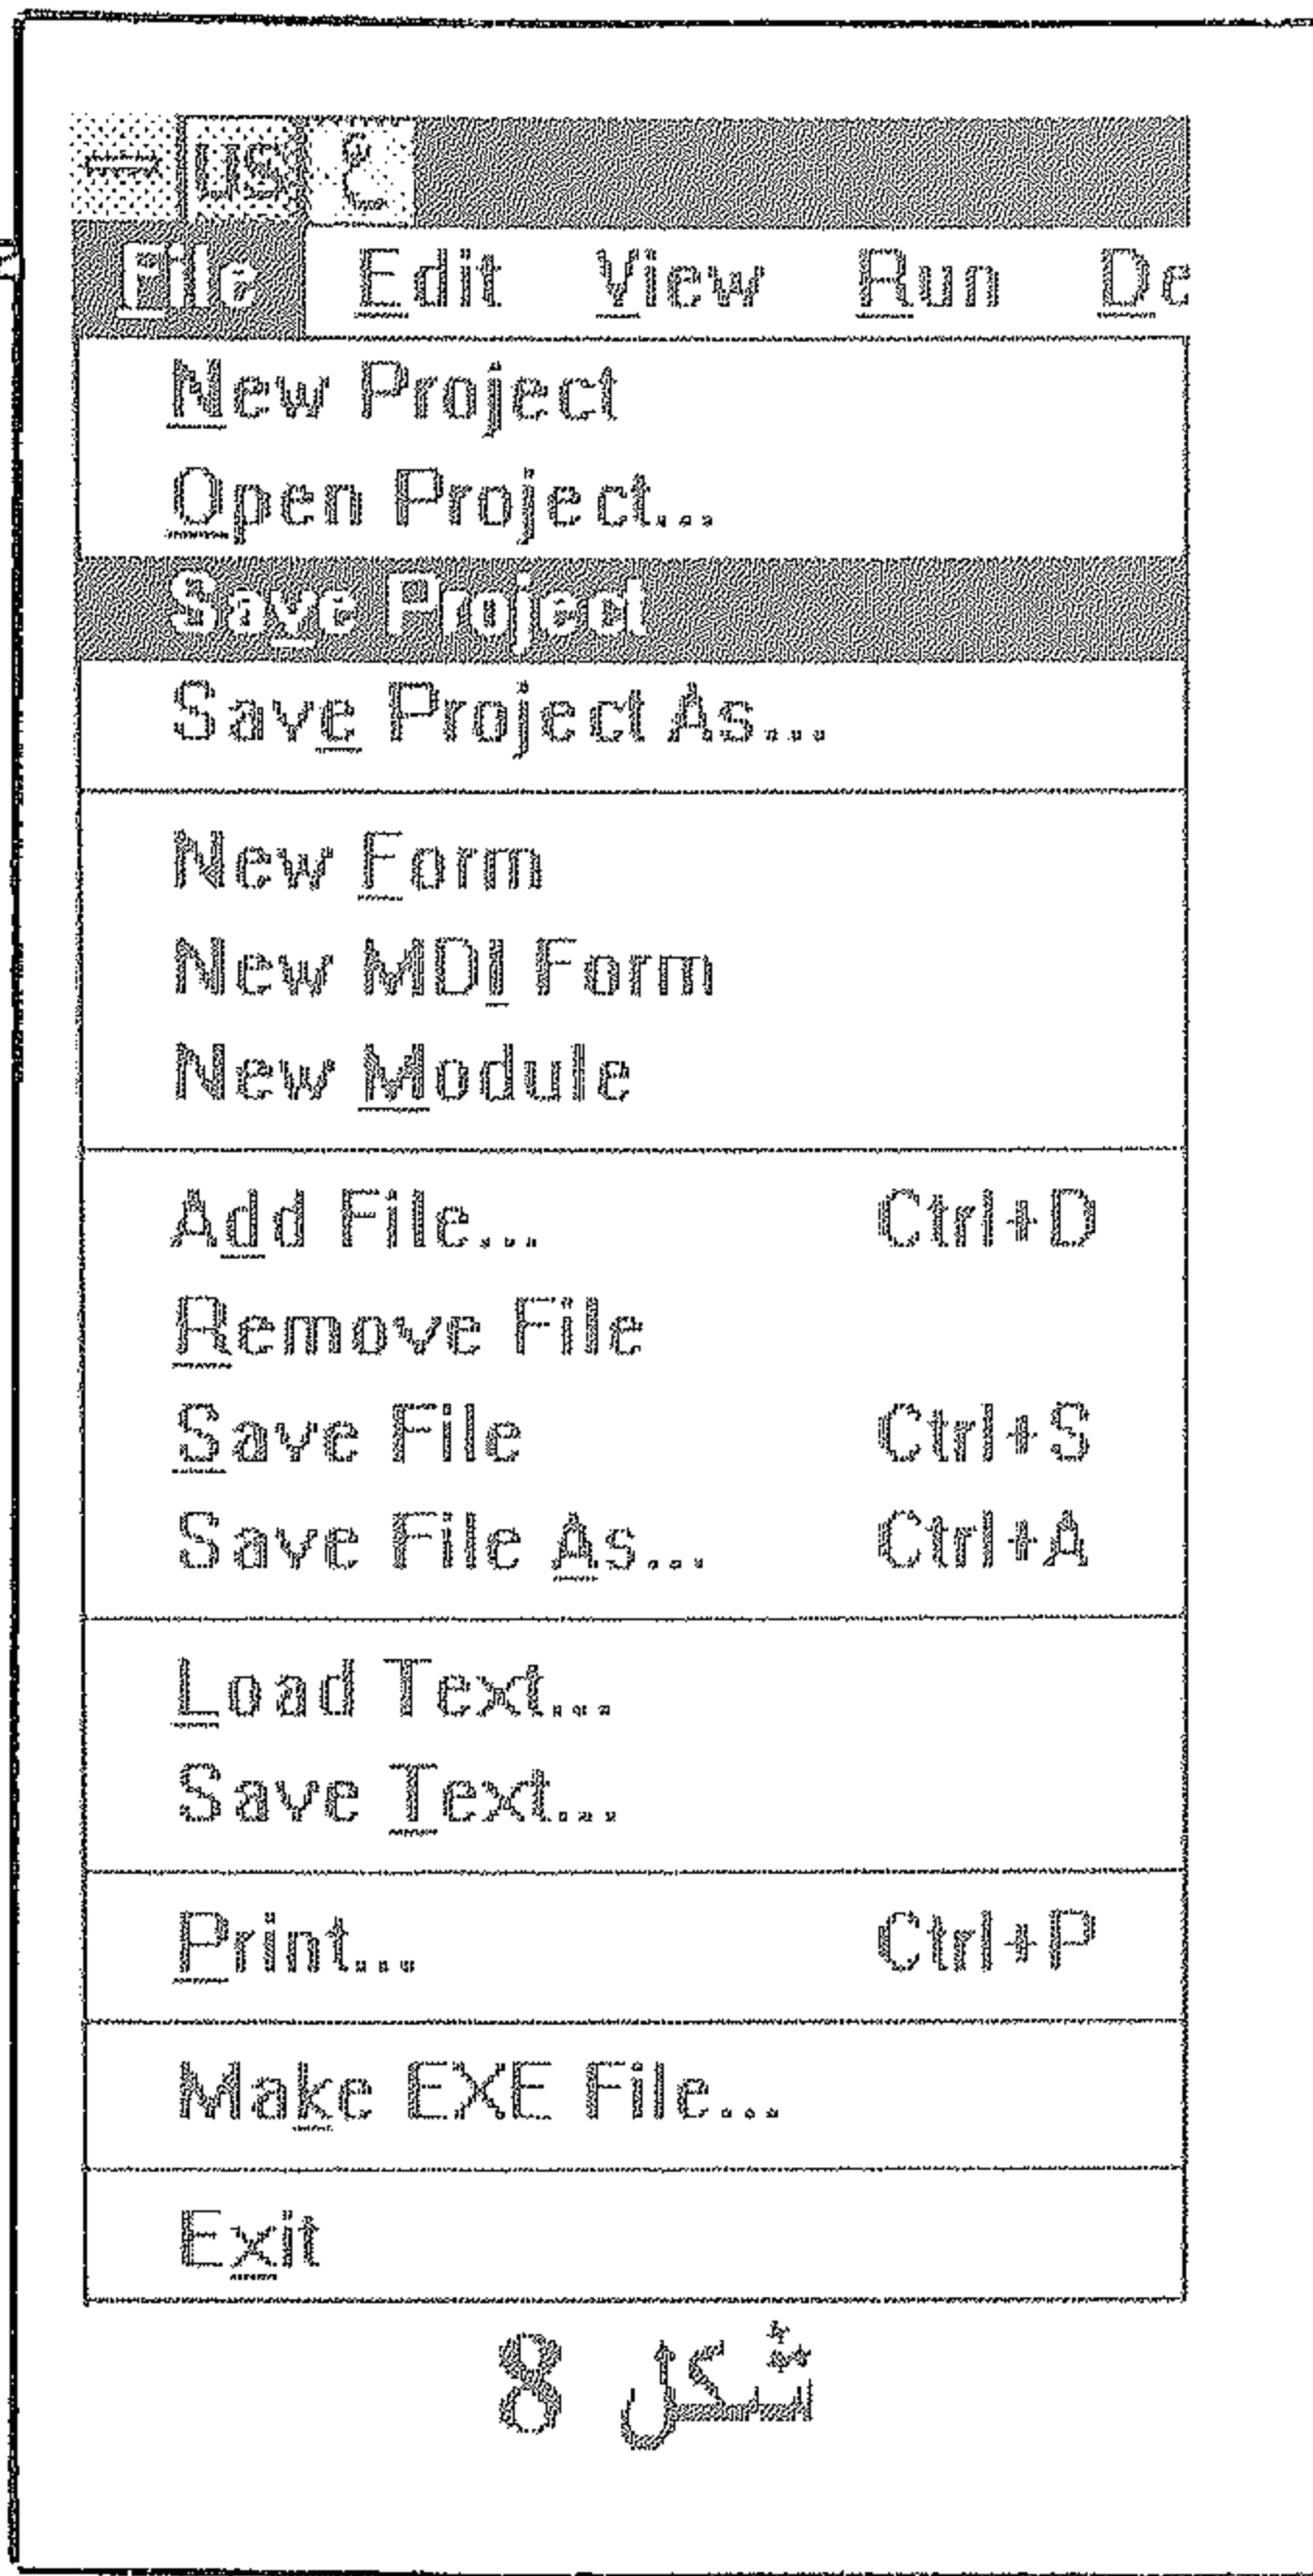 US ع
File Edit View Run De
New Project
Open Project...
Save Project
Save Project As...
New Form
New MDI Form
New Module
Add File... Ctrl+D
Remove File
Save File Ctrl+S
Save File As... Ctrl+A
Load Text...
Save Text...
Print... Ctrl+P
Make EXE File...
Exit
شكل 8